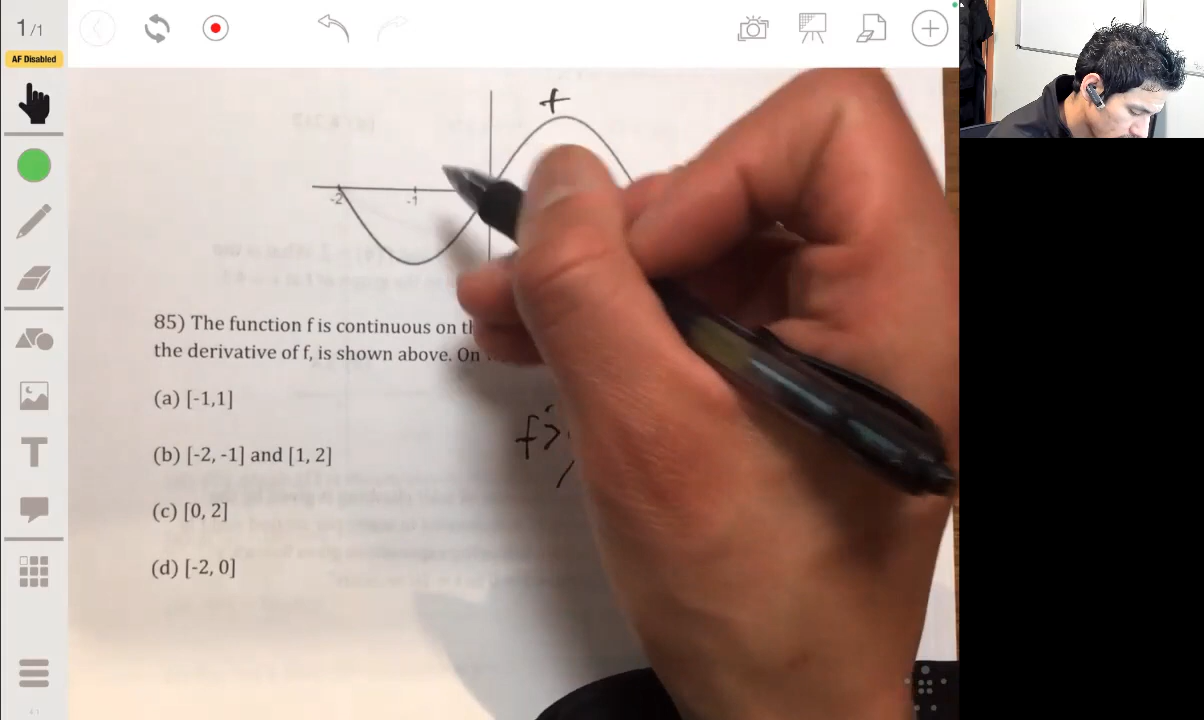 1/1
AF Disabled
+
-2
-1
85) The function f is continuous on
the derivative of f, is shown above. On
(a) [-1,1]
(b) [-2, -1] and [1, 2]
(c) [0, 2]
(d) [-2, 0]
T